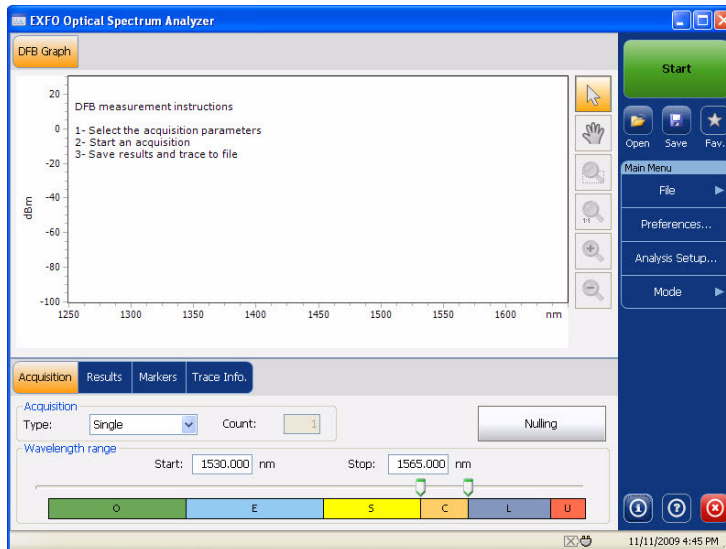 EXFO Optical Spectrum Analyzer
DFB Graph
Start
Open Save Fav.
Main Menu
File
Preferences...
Analysis Setup...
Mode
dBm
20
0
-20
-40
-60
-80
-100
DFB measurement instructions
1- Select the acquisition parameters
2- Start an acquisition
3- Save results and trace to file
1250 1300 1350 1400 1450 1500 1550 1600 nm
1:1
Acquisition Results Markers Trace Info.
Acquisition
Type: Single Count: 1
Nulling
Wavelength range
Start: 1530.000 nm Stop: 1565.000 nm
O E S C L U
11/11/2009 4:45 PM